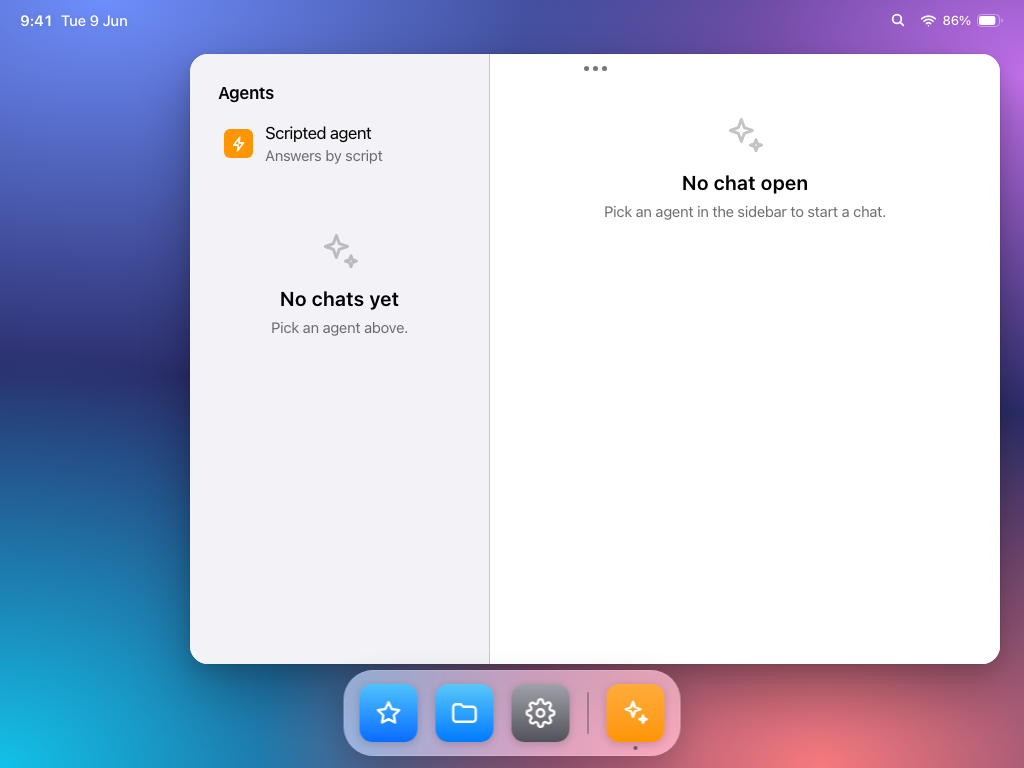 9:41 Tue 9 Jun
86%
Agents
Scripted agent
Answers by script
No chats yet
Pick an agent above.
No chat open
Pick an agent in the sidebar to start a chat.